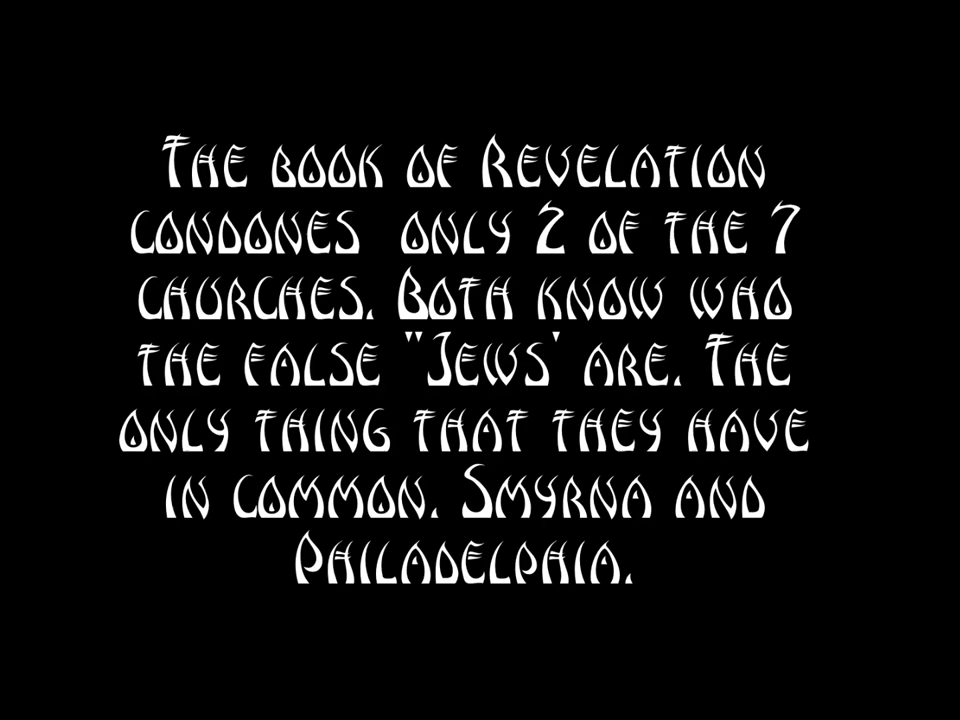 The book of Revelation
condones only 2 of the 7
churches. Both know who
the false "Jews' are. The
only thing that they have
in common. Smyrna and
Philadelphia.